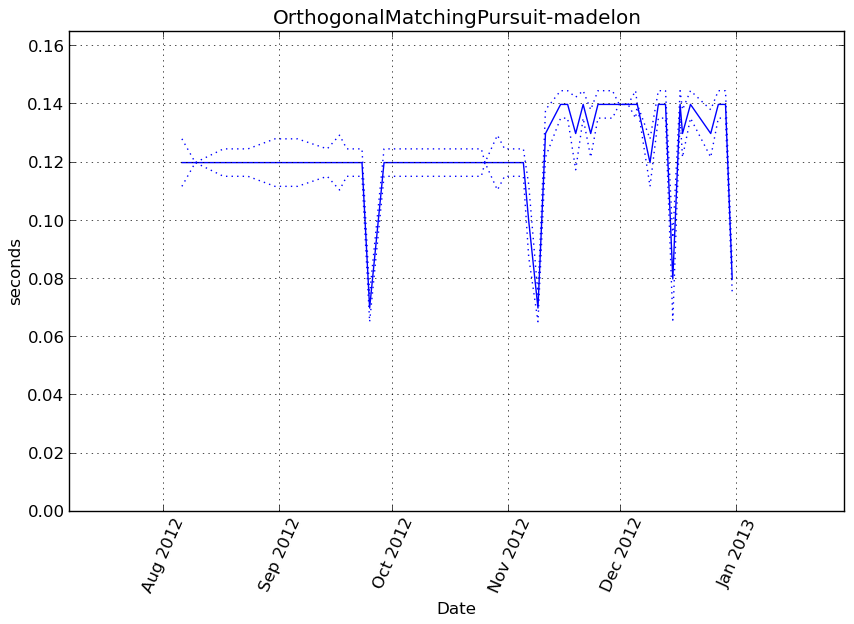 OrthogonalMatchingPursuit-madelon
0.16
0.14
0.12
0.10
0.08
0.06
0.04
0.02
0.00
seconds
Aug 2012
Sep 2012
Oct 2012
Nov 2012
Dec 2012
Jan 2013
Date